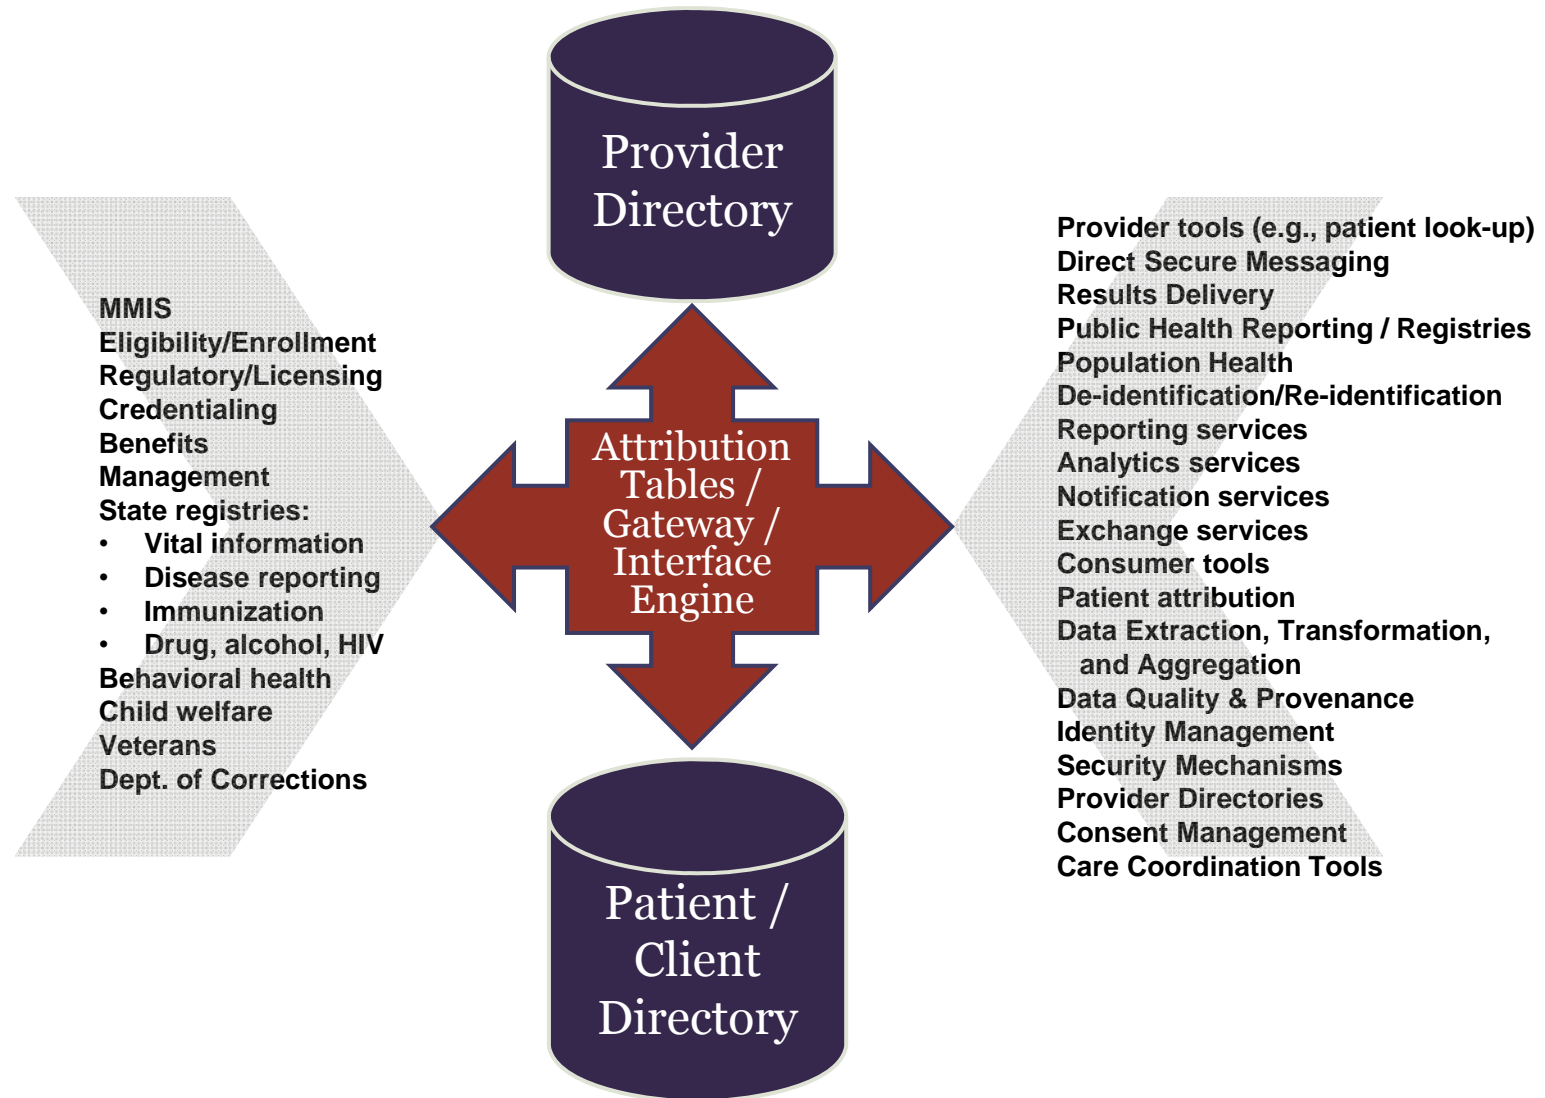 Provider
Directory
MMIS
Eligibility/Enrollment
Regulatory/Licensing
Credentialing
Benefits
Management
State registries:
• Vital information
• Disease reporting
• Immunization
• Drug, alcohol, HIV
Behavioral health
Child welfare
Veterans
Dept. of Corrections
Attribution
Tables /
Gateway /
Interface
Engine
Provider tools (e.g., patient look-up)
Direct Secure Messaging
Results Delivery
Public Health Reporting / Registries
Population Health
De-identification/Re-identification
Reporting services
Analytics services
Notification services
Exchange services
Consumer tools
Patient attribution
Data Extraction, Transformation,
and Aggregation
Data Quality & Provenance
Identity Management
Security Mechanisms
Provider Directories
Consent Management
Care Coordination Tools
Patient /
Client
Directory